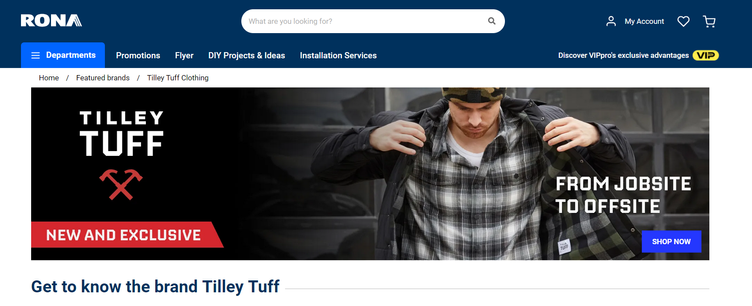 RONA
What are you looking for?
My Account
Departments
Promotions
Flyer
DIY Projects & Ideas
Installation Services
Discover VIPpro's exclusive advantages
VIP
Home / Featured brands / Tilley Tuff Clothing
TILLEY
TUFF
NEW AND EXCLUSIVE
FROM JOBSITE
TO OFFSITE
SHOP NOW
Get to know the brand Tilley Tuff